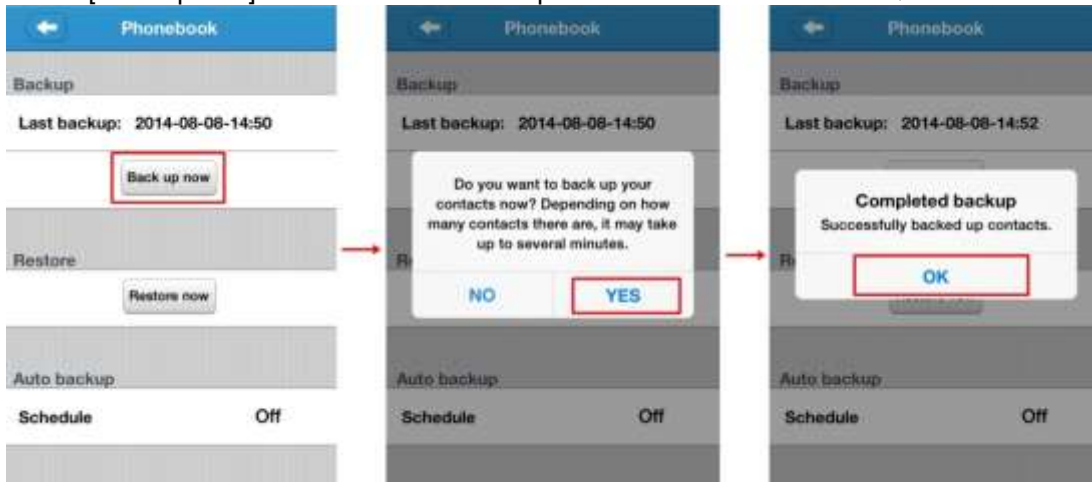 Phonebook
Backup
Last backup: 2014-08-08-14:50
Back up now
Restore
Restore now
Auto backup
Schedule Off
Phonebook
Backup
Last backup: 2014-08-08-14:50
Do you want to back up your
contacts now? Depending on how
many contacts there are, it may take
up to several minutes.
NO YES
Auto backup
Schedule Off
Phonebook
Backup
Last backup: 2014-08-08-14:52
Completed backup
Successfully backed up contacts.
OK
Auto backup
Schedule Off